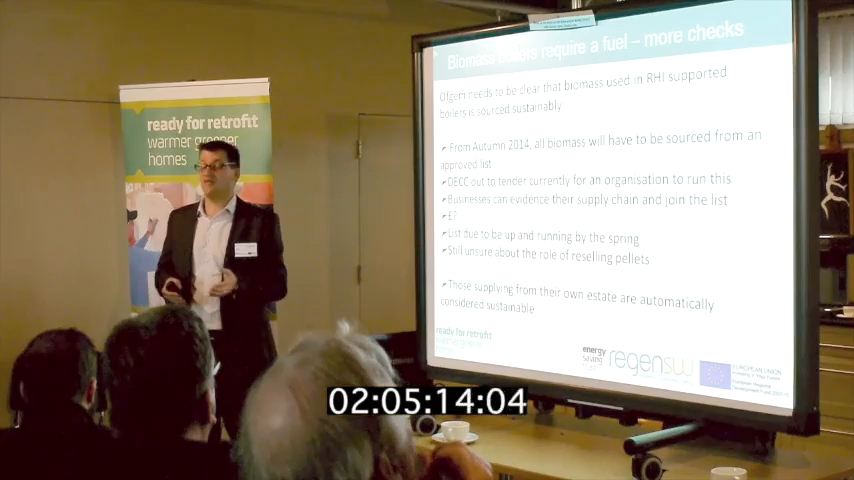 Biomass boilers require a fuel – more checks
Ofgem needs to be clear that biomass used in RHI supported
boilers is sourced sustainably
➢ From Autumn 2014, all biomass will have to be sourced from an
approved list
➢DECC out to tender currently for an organisation to run this
➢Businesses can evidence their supply chain and join the list
➢£?
➢List due to be up and running by the spring
➢Still unsure about the role of reselling pellets
➢Those supplying from their own estate are automatically
considered sustainable
ready for retrofit
warmer greener
homes
ready for retrofit
energy
saving
regensw
EUROPEAN UNION
02:05:14:04